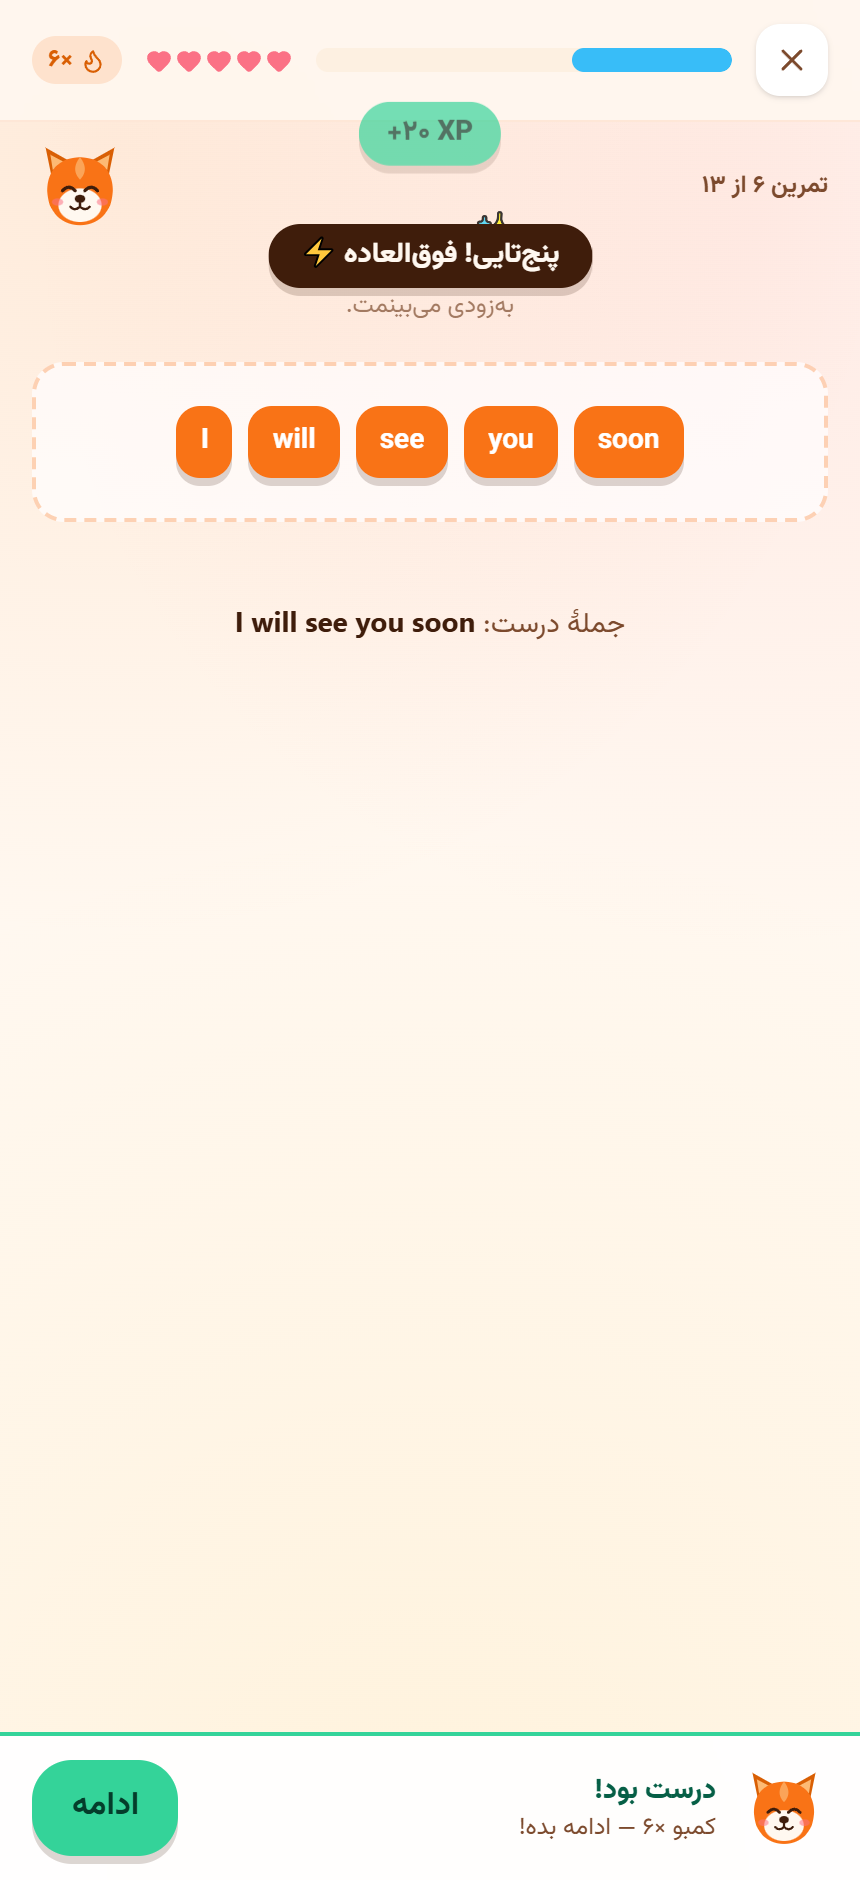 ۶×
+۲۰ XP
تمرین ۶ از ۱۳
پنج‌تایی! فوق‌العاده ⚡
به‌زودی می‌بینمت.
I will see you soon
جملهٔ درست: I will see you soon
درست بود!
کمبو ×۶ — ادامه بده!
ادامه